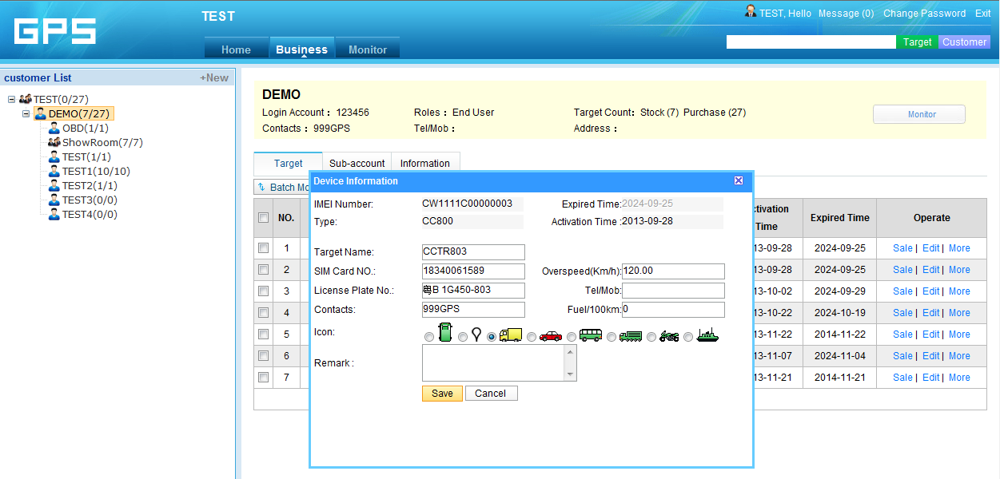 GPS
TEST
TEST, Hello Message (0) Change Password Exit
Home Business Monitor
Target Customer
customer List +New
TEST(0/27)
DEMO(7/27)
OBD(1/1)
ShowRoom(7/7)
TEST(1/1)
TEST1(10/10)
TEST2(1/1)
TEST3(0/0)
TEST4(0/0)
DEMO
Login Account： 123456 Roles： End User Target Count： Stock (7) Purchase (27)
Contacts： 999GPS Tel/Mob： Address：
Monitor
Target Sub-account Information
Batch Mo
Device Information
IMEI Number: CW1111C00000003 Expired Time:2024-09-25
Type: CC800 Activation Time :2013-09-28
Target Name: CCTR803
SIM Card NO.: 18340061589 Overspeed(Km/h):120.00
License Plate No.: 粤B 1G450-803 Tel/Mob:
Contacts: 999GPS Fuel/100km:0
Icon:
Remark :
Save Cancel
NO. ctivation Time Expired Time Operate
1 13-09-28 2024-09-25 Sale | Edit | More
2 13-09-28 2024-09-25 Sale | Edit | More
3 13-10-02 2024-09-29 Sale | Edit | More
4 13-10-22 2024-10-19 Sale | Edit | More
5 13-11-22 2014-11-22 Sale | Edit | More
6 13-11-07 2024-11-04 Sale | Edit | More
7 13-11-21 2014-11-21 Sale | Edit | More